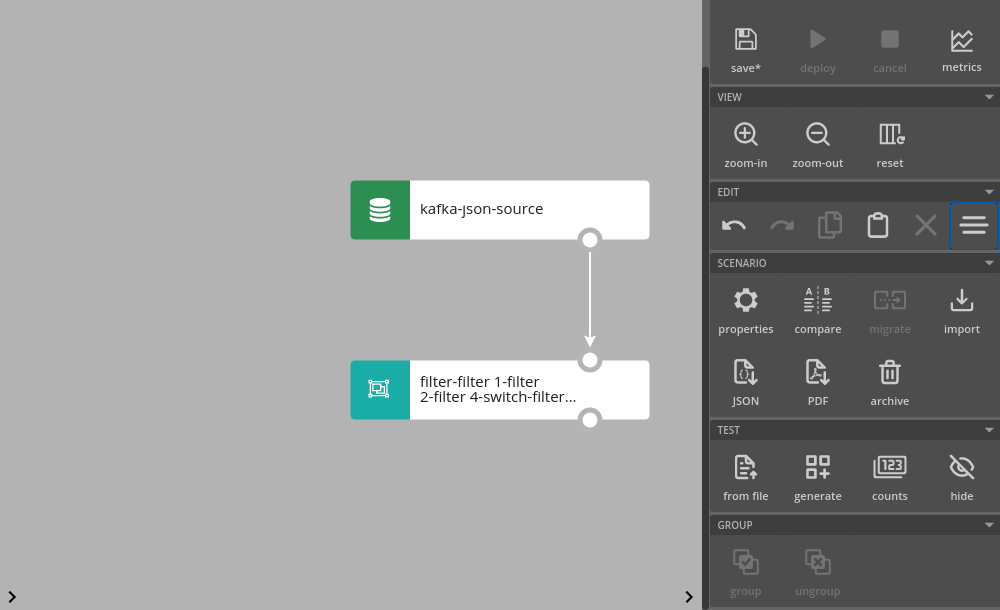 save*
deploy
cancel
metrics
VIEW
zoom-in
zoom-out
reset
EDIT
kafka-json-source
SCENARIO
A B
properties
compare
migrate
import
filter-filter 1-filter
2-filter 4-switch-filter...
{}
JSON
PDF
archive
TEST
123
from file
generate
counts
hide
GROUP
group
ungroup